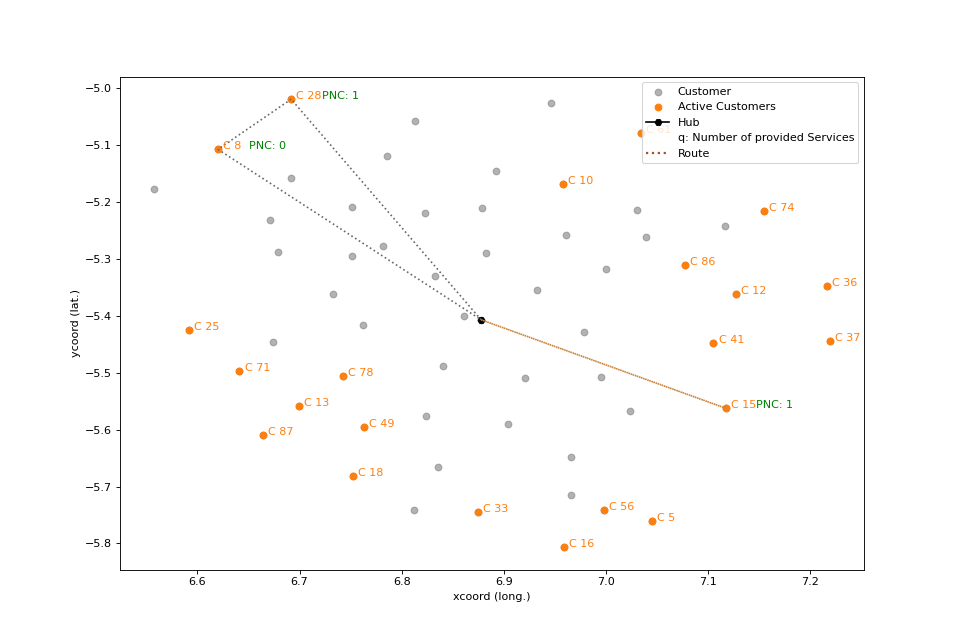 −5.0
−5.1
−5.2
−5.3
−5.4
−5.5
−5.6
−5.7
−5.8
ycoord (lat.)
6.6 6.7 6.8 6.9 7.0 7.1 7.2
xcoord (long.)
Customer
Active Customers
Hub
q: Number of provided Services
Route
C 28 PNC: 1
C 8 PNC: 0
C 10
C 74
C 86
C 36
C 12
C 25
C 41
C 37
C 71
C 78
C 13
C 15 PNC: 1
C 87
C 49
C 18
C 33
C 56
C 5
C 16